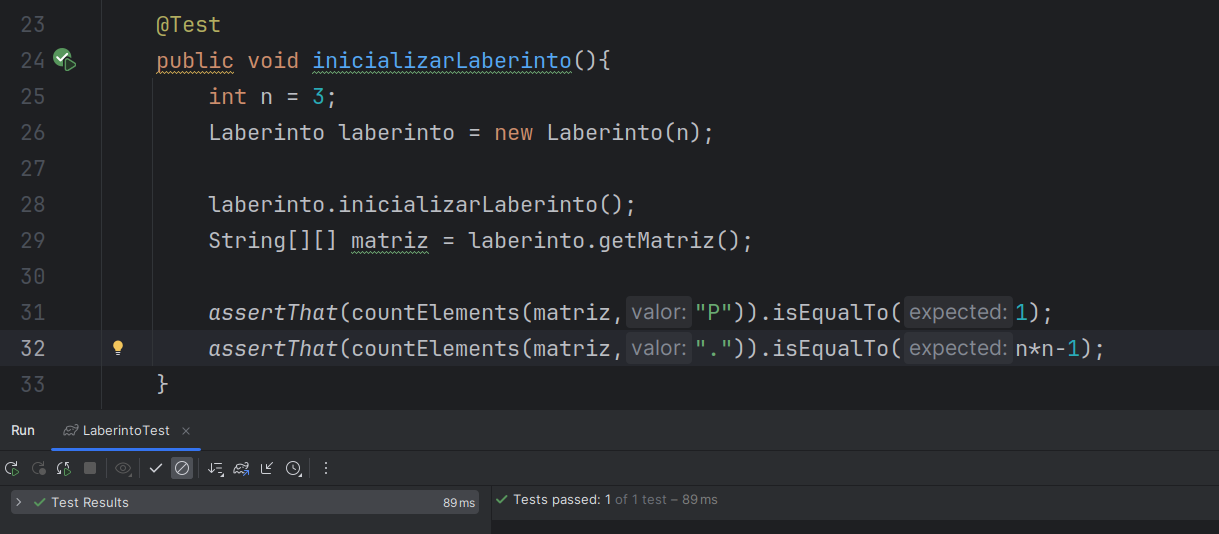 23 @Test
24 public void inicializarLaberinto(){
25 int n = 3;
26 Laberinto laberinto = new Laberinto(n);
27
28 laberinto.inicializarLaberinto();
29 String[][] matriz = laberinto.getMatriz();
30
31 assertThat(countElements(matriz, valor: "P")).isEqualTo( expected: 1);
32 assertThat(countElements(matriz, valor: ".")).isEqualTo( expected: n*n-1);
33 }
Run LaberintoTest ×
Test Results 89 ms
Tests passed: 1 of 1 test – 89 ms